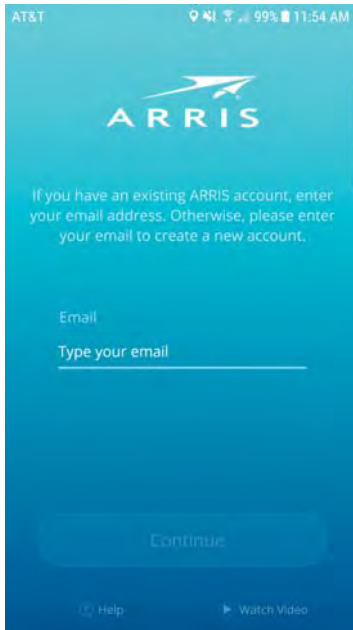 AT&T 99% 11:54 AM
ARRIS
If you have an existing ARRIS account, enter
your email address. Otherwise, please enter
your email to create a new account.
Email
Type your email
Continue
? Help ▶ Watch Video